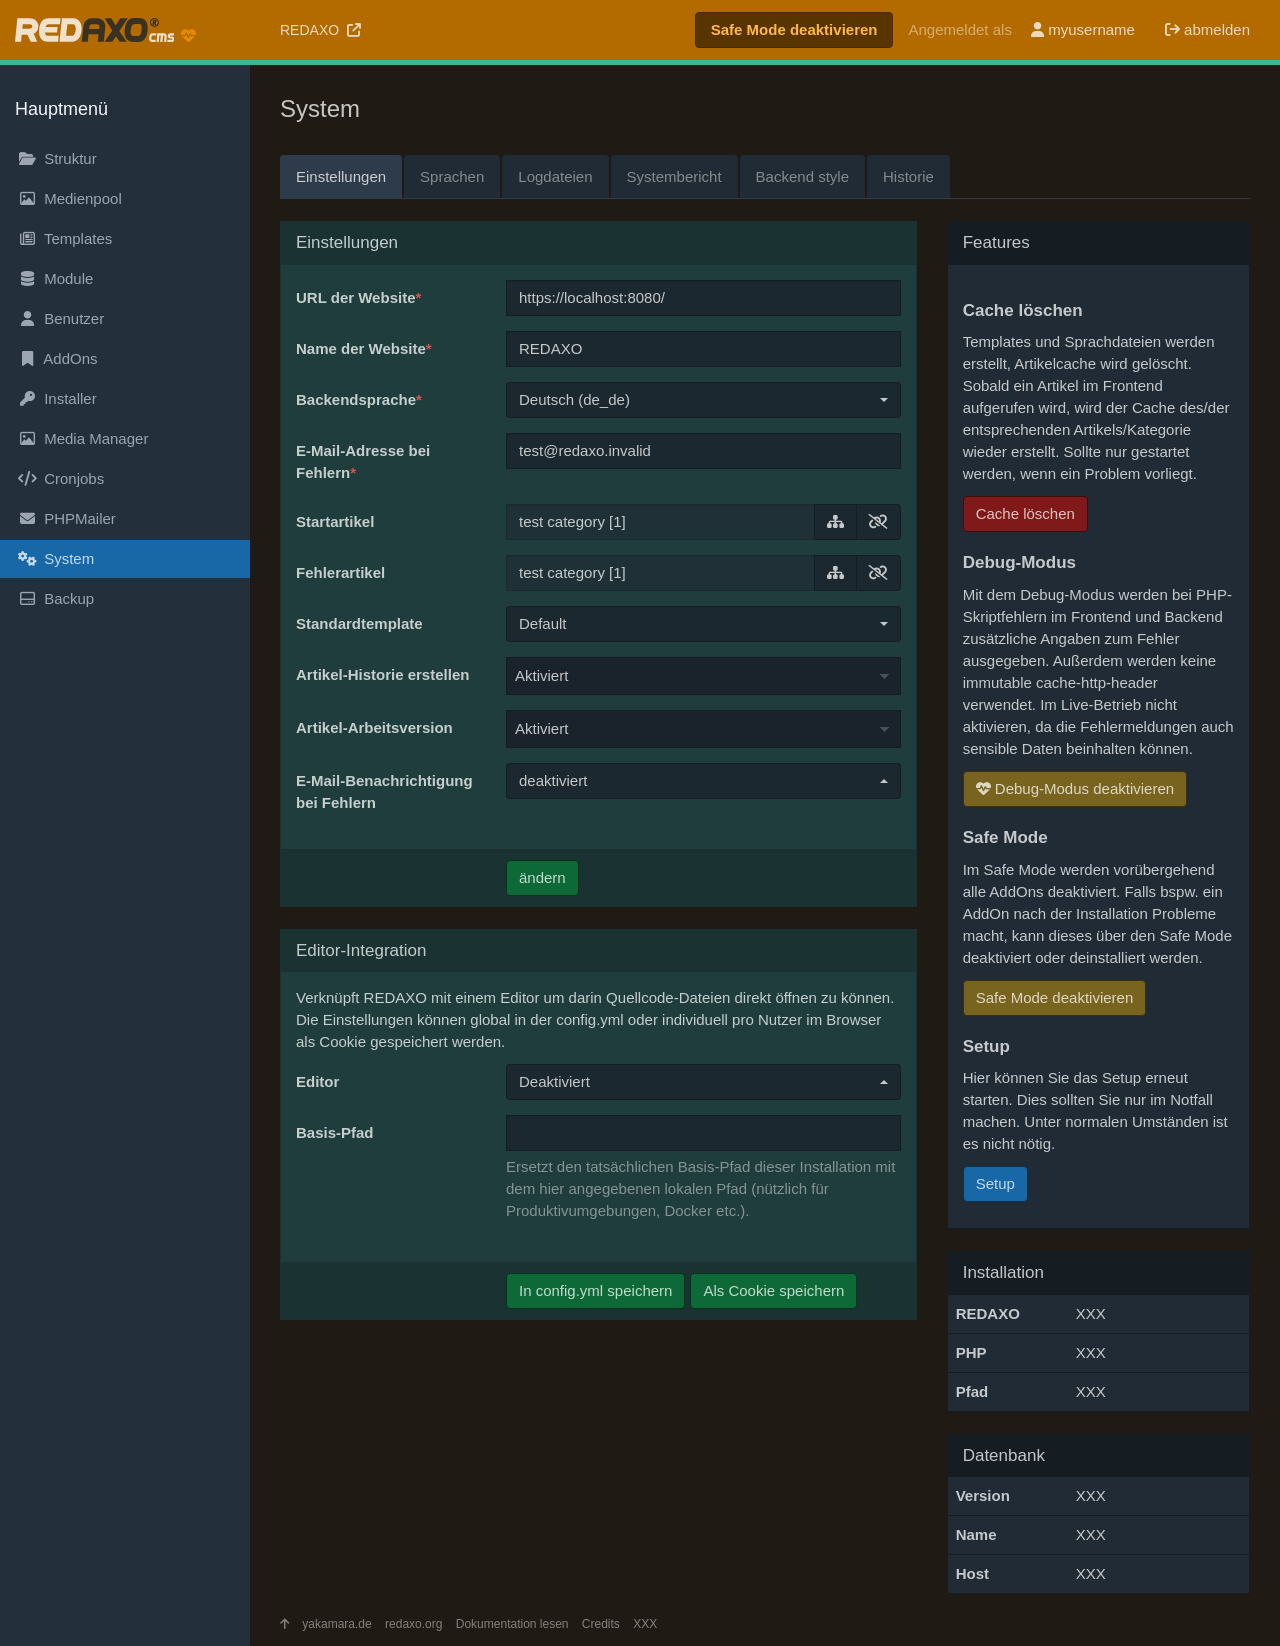 REDAXO® cms
REDAXO
Safe Mode deaktivieren
Angemeldet als
myusername
abmelden
Hauptmenü
Struktur
Medienpool
Templates
Module
Benutzer
AddOns
Installer
Media Manager
Cronjobs
PHPMailer
System
Backup
System
Einstellungen
Sprachen
Logdateien
Systembericht
Backend style
Historie
Einstellungen
URL der Website*
https://localhost:8080/
Name der Website*
REDAXO
Backendsprache*
Deutsch (de_de)
E-Mail-Adresse bei
Fehlern*
test@redaxo.invalid
Startartikel
test category [1]
Fehlerartikel
test category [1]
Standardtemplate
Default
Artikel-Historie erstellen
Aktiviert
Artikel-Arbeitsversion
Aktiviert
E-Mail-Benachrichtigung
bei Fehlern
deaktiviert
ändern
Editor-Integration
Verknüpft REDAXO mit einem Editor um darin Quellcode-Dateien direkt öffnen zu können.
Die Einstellungen können global in der config.yml oder individuell pro Nutzer im Browser
als Cookie gespeichert werden.
Editor
Deaktiviert
Basis-Pfad
Ersetzt den tatsächlichen Basis-Pfad dieser Installation mit
dem hier angegebenen lokalen Pfad (nützlich für
Produktivumgebungen, Docker etc.).
In config.yml speichern
Als Cookie speichern
Features
Cache löschen
Templates und Sprachdateien werden
erstellt, Artikelcache wird gelöscht.
Sobald ein Artikel im Frontend
aufgerufen wird, wird der Cache des/der
entsprechenden Artikels/Kategorie
wieder erstellt. Sollte nur gestartet
werden, wenn ein Problem vorliegt.
Cache löschen
Debug-Modus
Mit dem Debug-Modus werden bei PHP-
Skriptfehlern im Frontend und Backend
zusätzliche Angaben zum Fehler
ausgegeben. Außerdem werden keine
immutable cache-http-header
verwendet. Im Live-Betrieb nicht
aktivieren, da die Fehlermeldungen auch
sensible Daten beinhalten können.
Debug-Modus deaktivieren
Safe Mode
Im Safe Mode werden vorübergehend
alle AddOns deaktiviert. Falls bspw. ein
AddOn nach der Installation Probleme
macht, kann dieses über den Safe Mode
deaktiviert oder deinstalliert werden.
Safe Mode deaktivieren
Setup
Hier können Sie das Setup erneut
starten. Dies sollten Sie nur im Notfall
machen. Unter normalen Umständen ist
es nicht nötig.
Setup
Installation
REDAXO XXX
PHP XXX
Pfad XXX
Datenbank
Version XXX
Name XXX
Host XXX
yakamara.de redaxo.org Dokumentation lesen Credits XXX